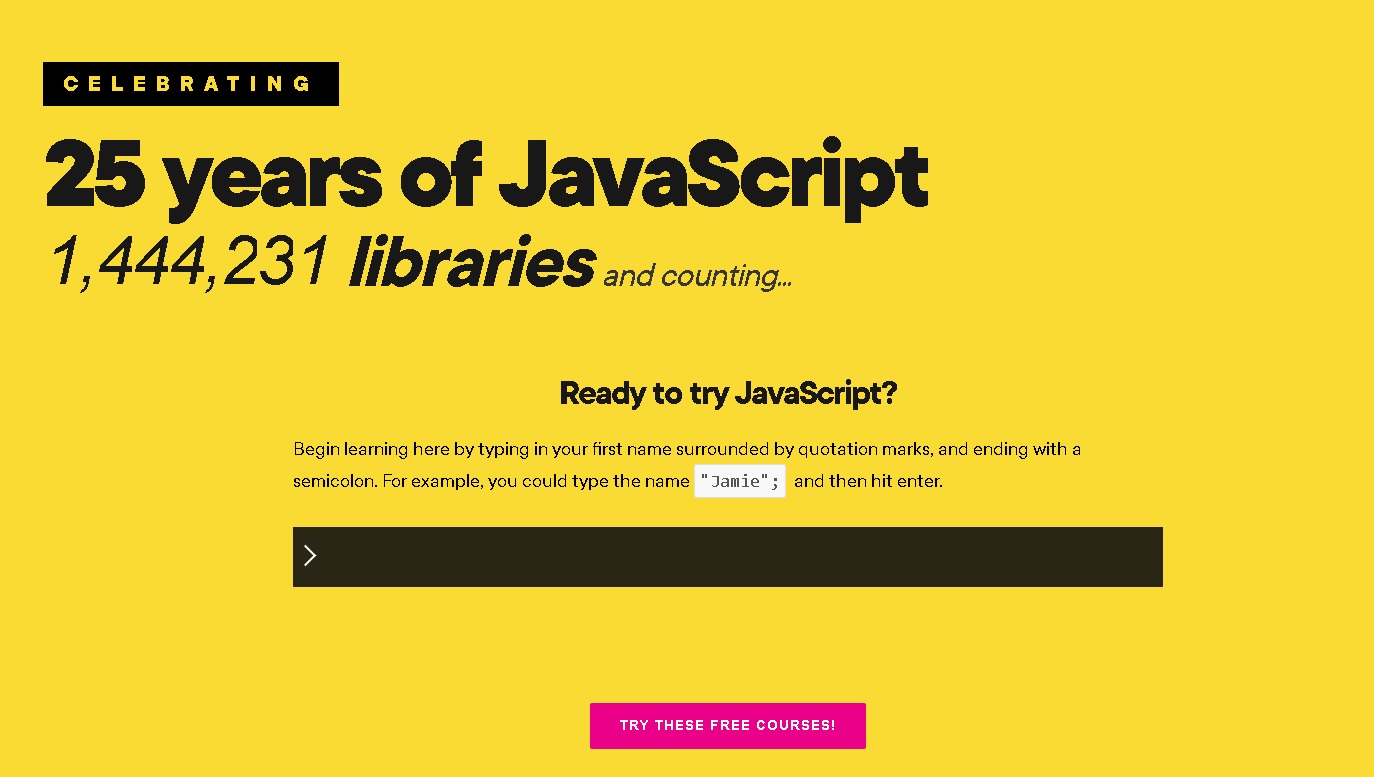 CELEBRATING
25 years of JavaScript
1,444,231 libraries and counting...
Ready to try JavaScript?
Begin learning here by typing in your first name surrounded by quotation marks, and ending with a
semicolon. For example, you could type the name "Jamie"; and then hit enter.
TRY THESE FREE COURSES!